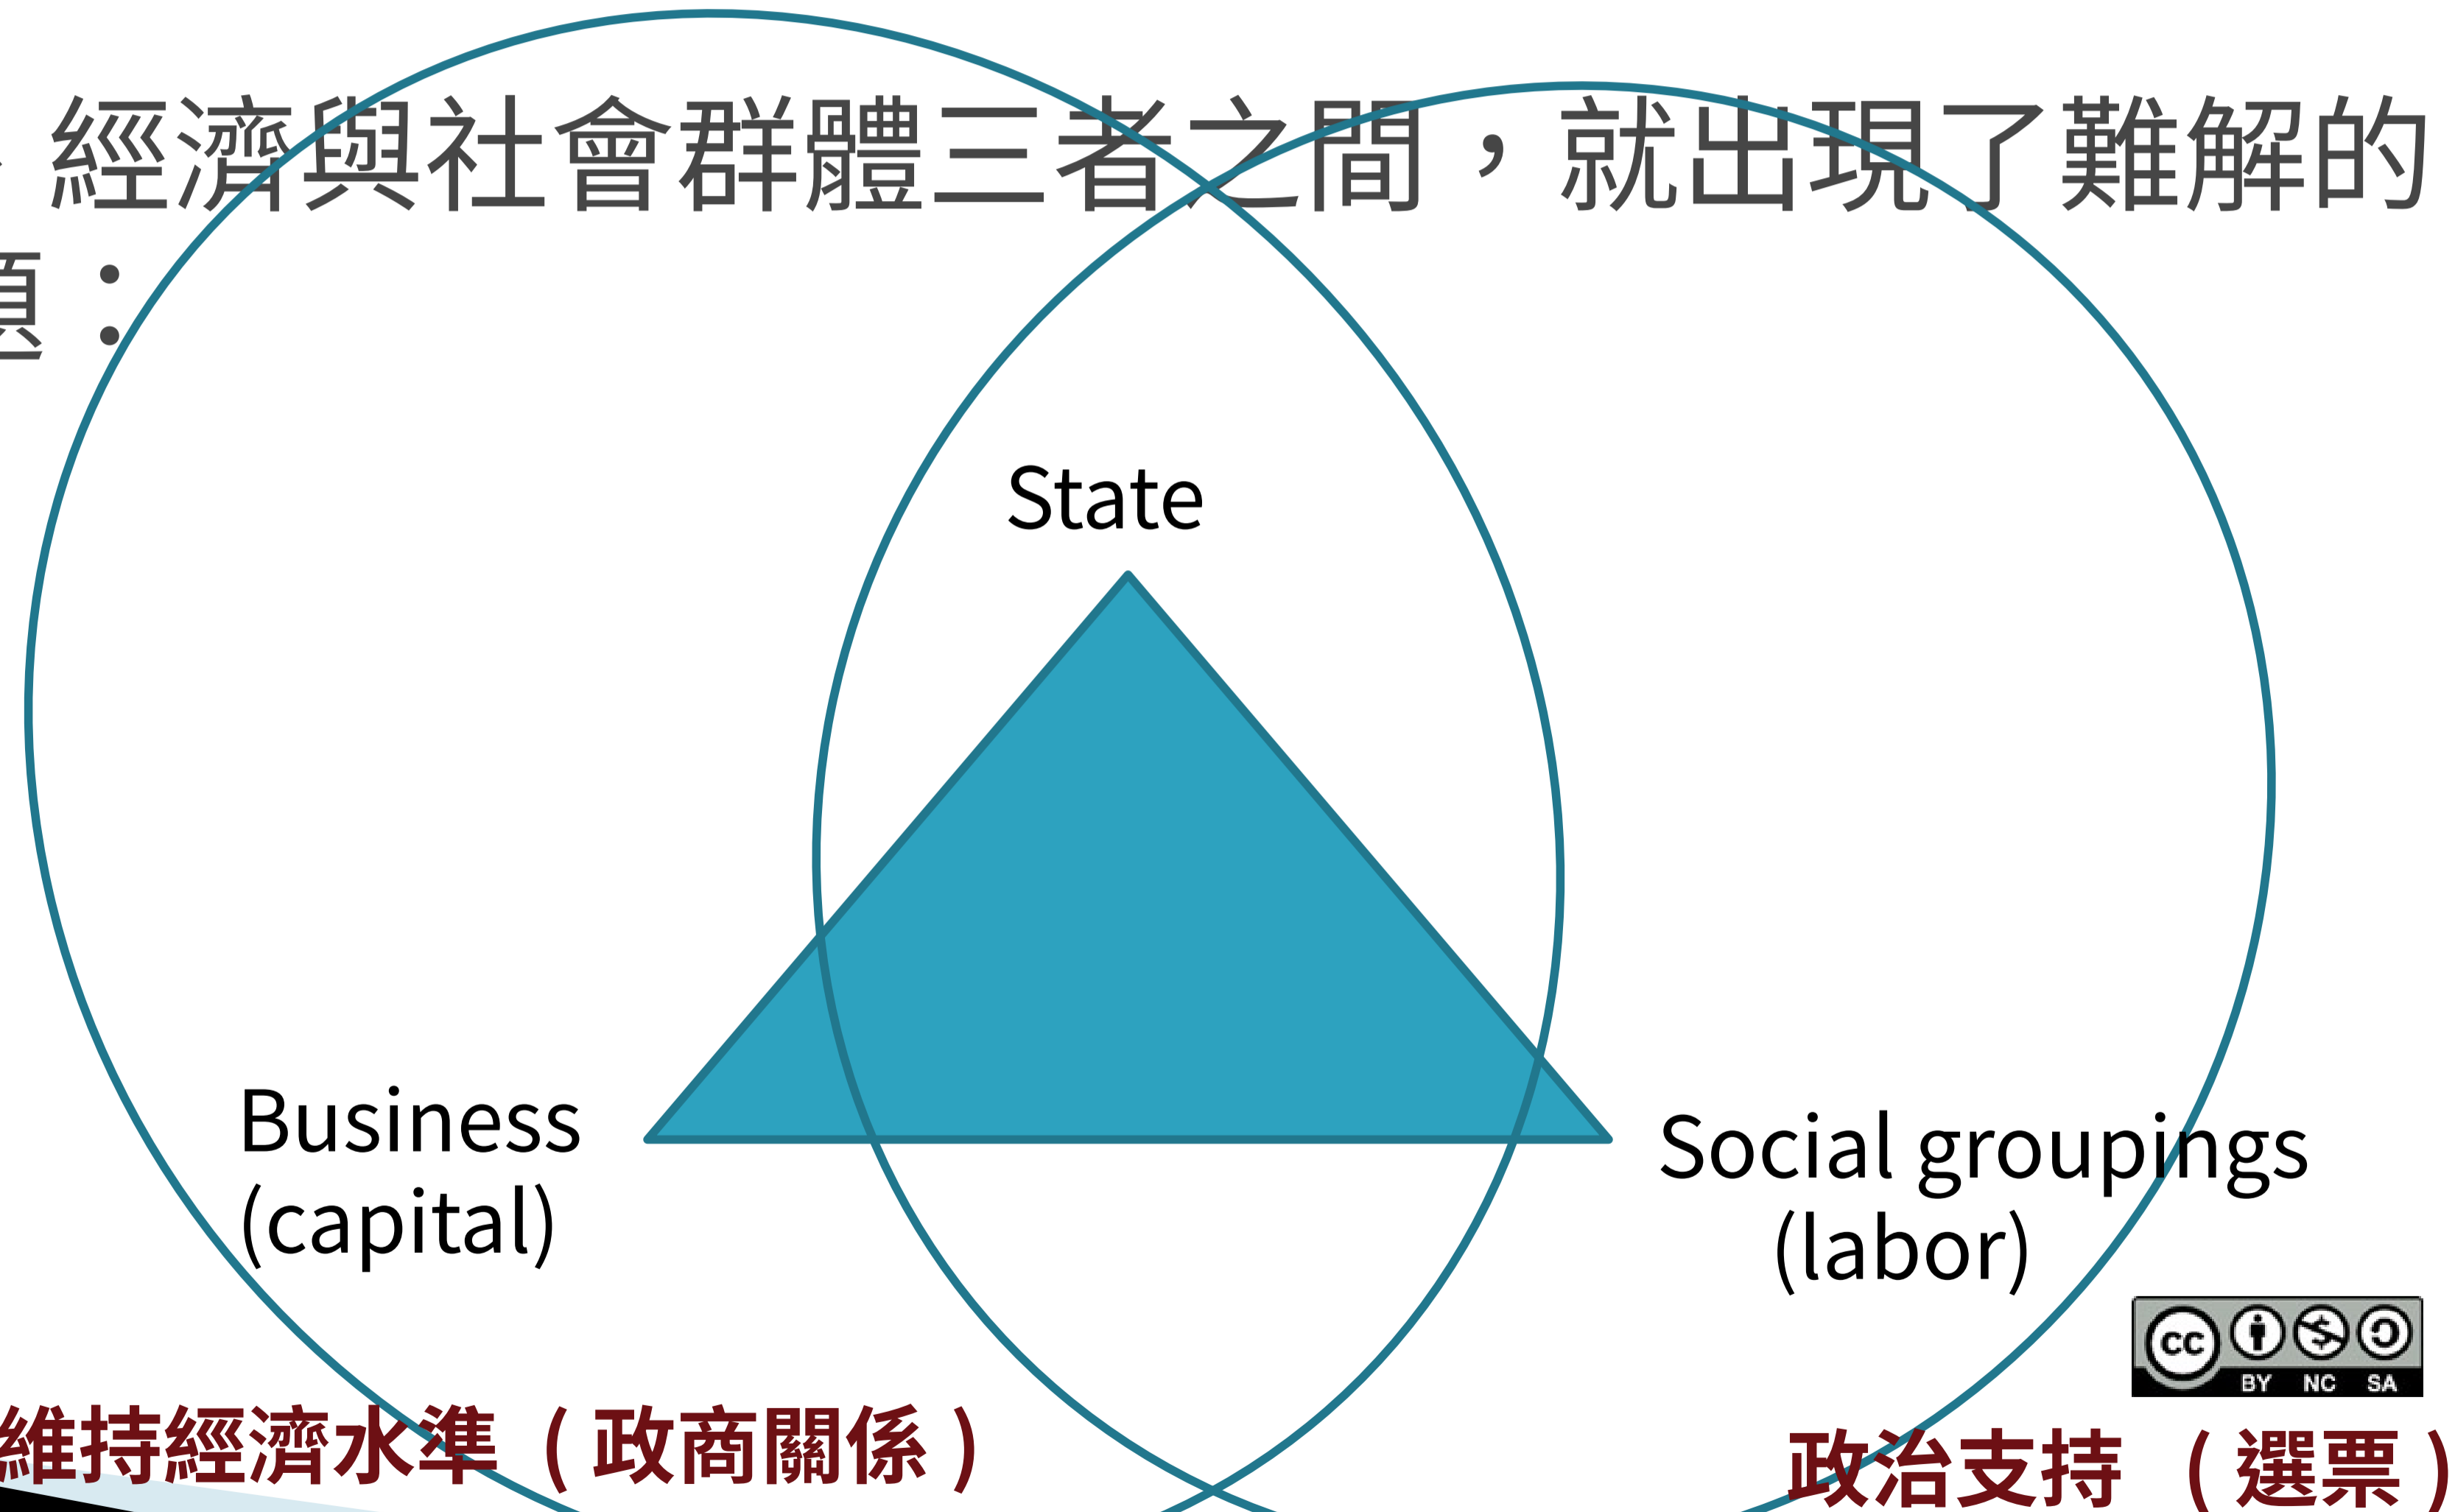 經濟與社會群體三者之間，就出現了難解的
題：
State
Business
(capital)
Social groupings
(labor)
cc
BY NC SA
維持經濟水準（政商關係）
政治支持（選票）